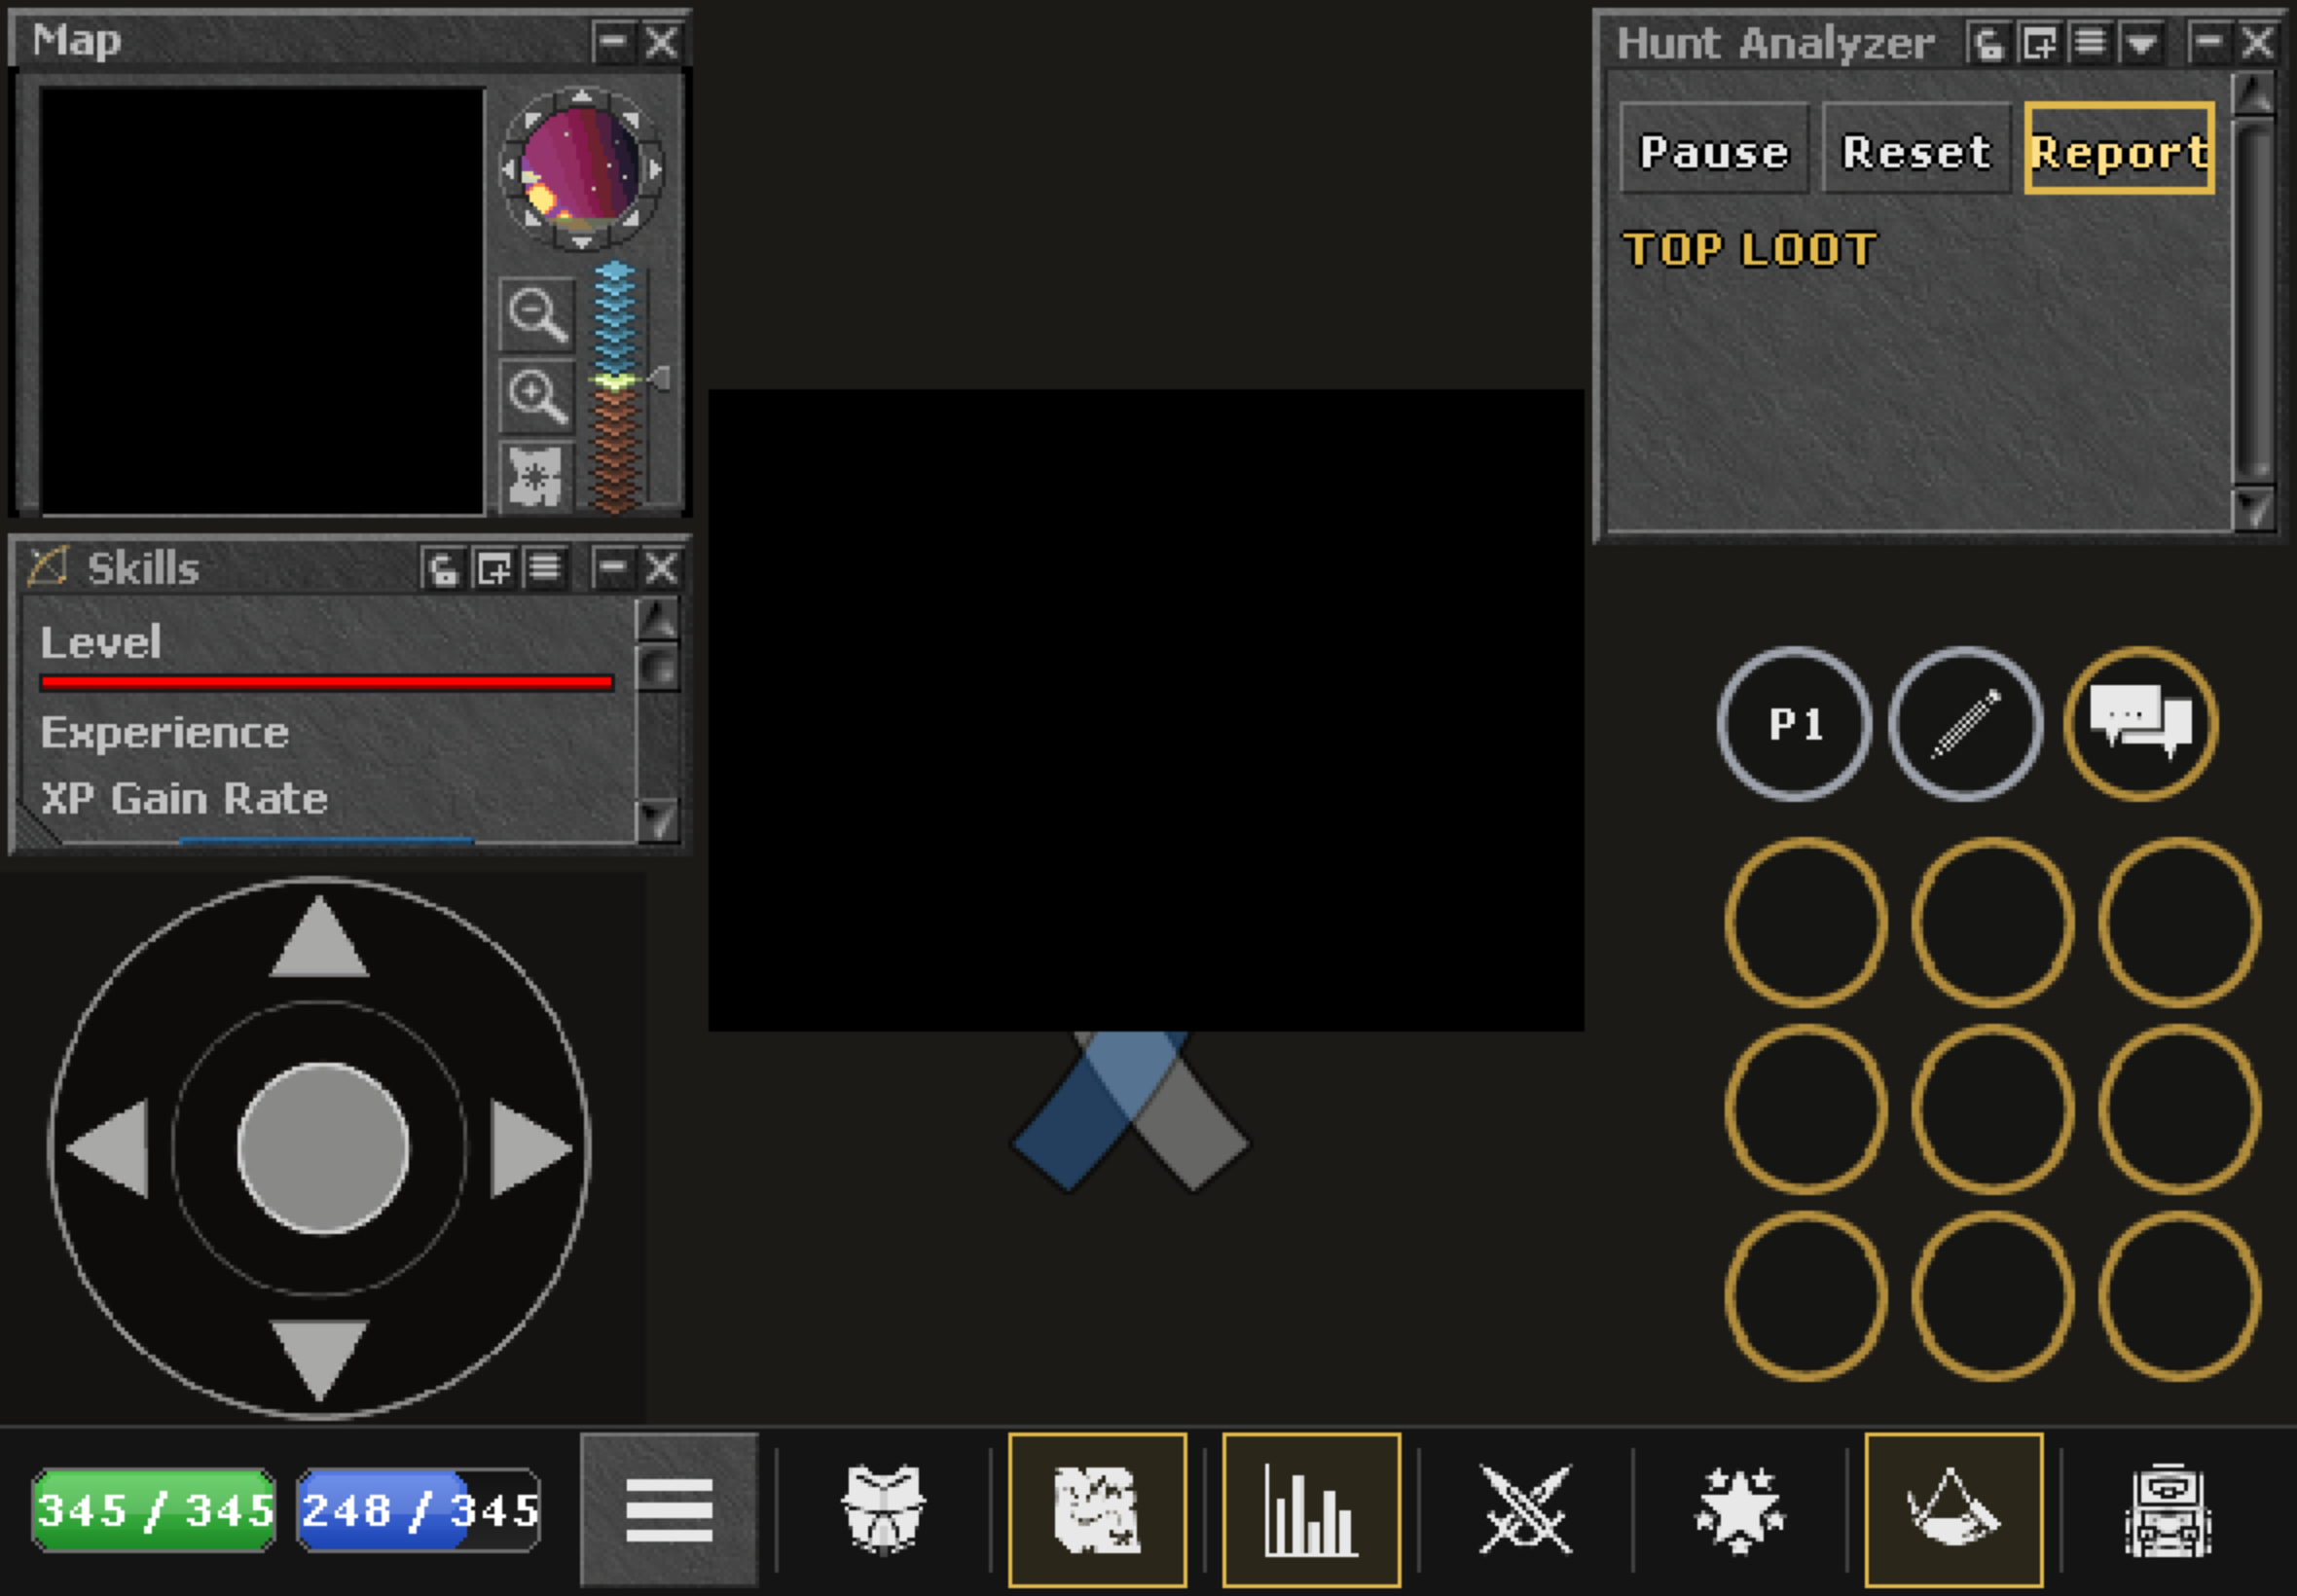 Map
Hunt Analyzer
Pause Reset Report
TOP LOOT
Skills
Level
Experience
XP Gain Rate
P1
345 / 345
248 / 345